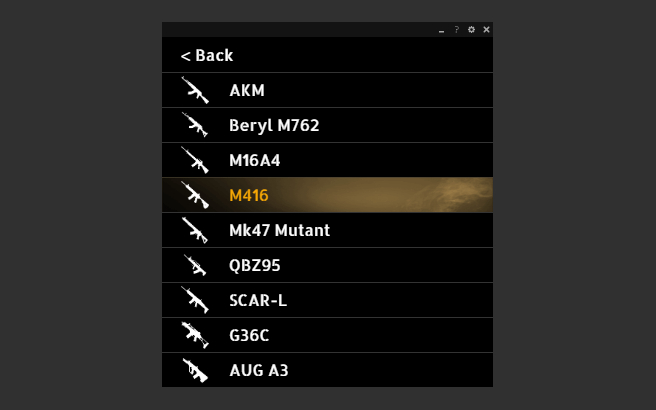 < Back
AKM
Beryl M762
M16A4
M416
Mk47 Mutant
QBZ95
SCAR-L
G36C
AUG A3